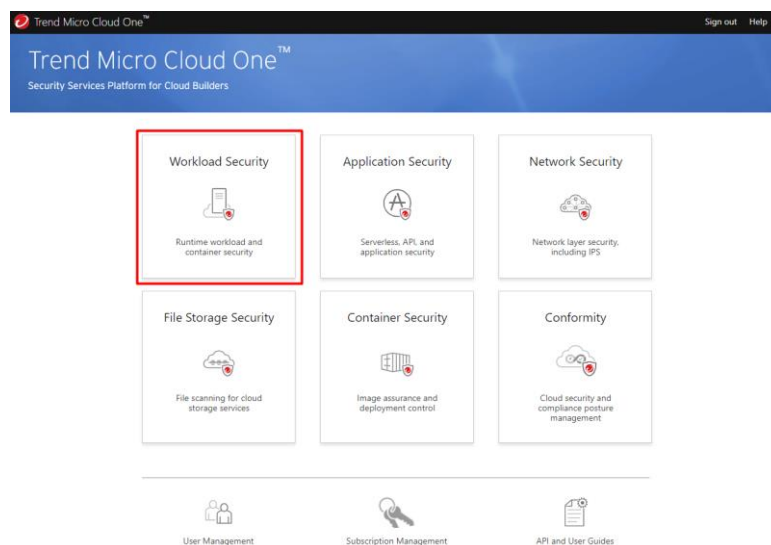 Trend Micro Cloud One™
Sign out Help
Trend Micro Cloud One™
Security Services Platform for Cloud Builders
Workload Security
Runtime workload and
container security
Application Security
Serverless, API, and
application security
Network Security
Network layer security,
including IPS
File Storage Security
File scanning for cloud
storage services
Container Security
Image assurance and
deployment control
Conformity
Cloud security and
compliance posture
management
User Management
Subscription Management
API and User Guides